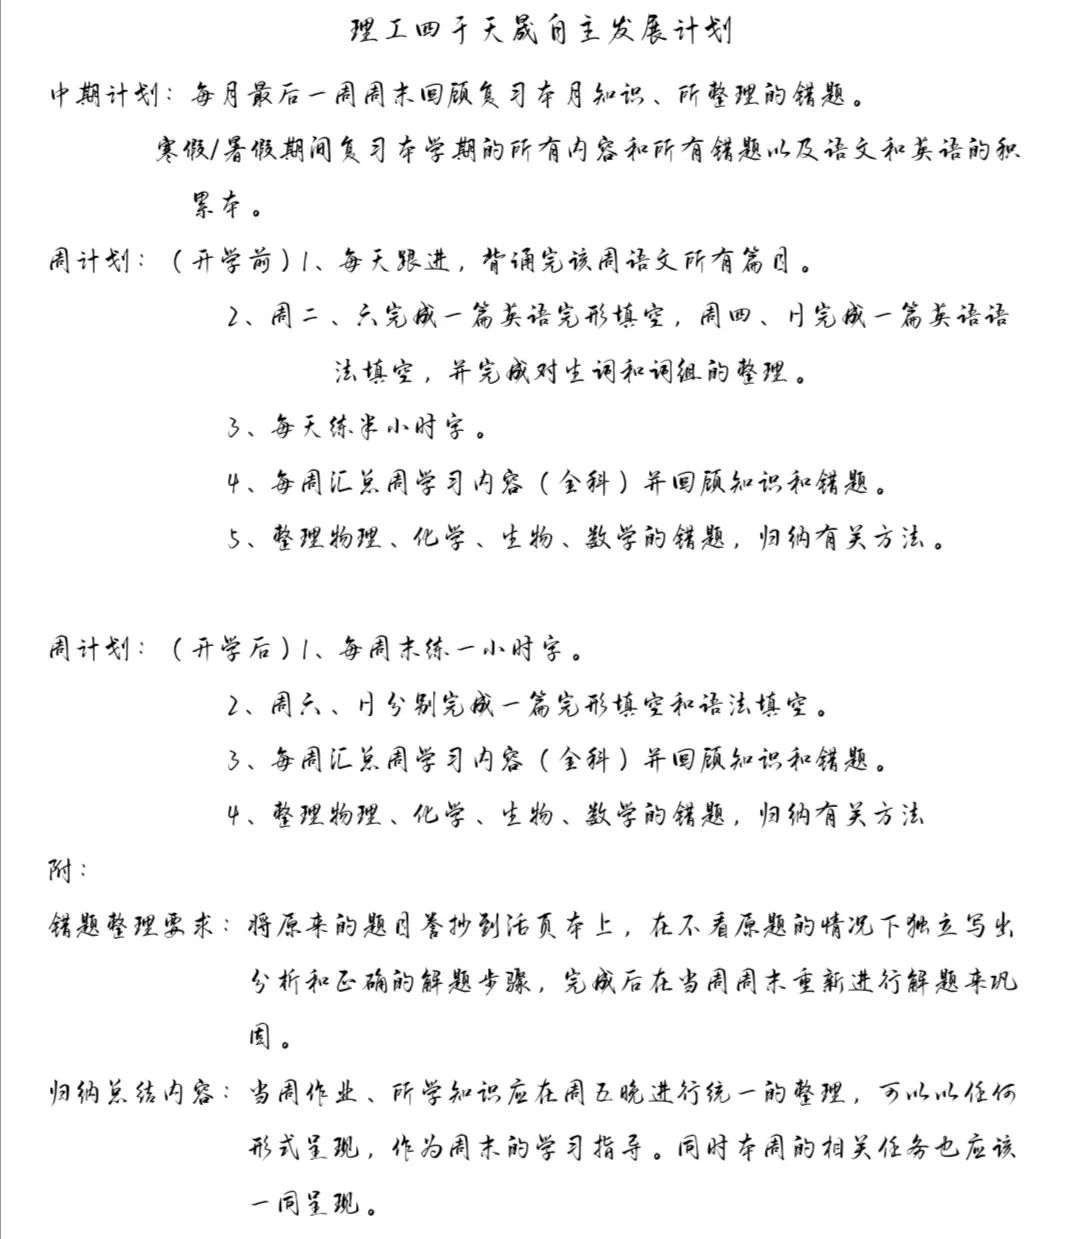 理工四于天晟自主发展计划
中期计划：每月最后一周周末回顾复习本月知识、所整理的错题。
寒假/暑假期间复习本学期的所有内容和所有错题以及语文和英语的积
累本。
周计划：（开学前）1、每天跟进，背诵完该周语文所有篇目。
2、周二、六完成一篇英语完形填空，周四、日完成一篇英语语
法填空，并完成对生词和词组的整理。
3、每天练半小时字。
4、每周汇总周学习内容（全科）并回顾知识和错题。
5、整理物理、化学、生物、数学的错题，归纳有关方法。
周计划：（开学后）1、每周末练一小时字。
2、周六、日分别完成一篇完形填空和语法填空。
3、每周汇总周学习内容（全科）并回顾知识和错题。
4、整理物理、化学、生物、数学的错题，归纳有关方法
附：
错题整理要求：将原来的题目誊抄到活页本上，在不看原题的情况下独立写出
分析和正确的解题步骤，完成后在当周周末重新进行解题来巩
固。
归纳总结内容：当周作业、所学知识应在周五晚进行统一的整理，可以以任何
形式呈现，作为周末的学习指导。同时本周的相关任务也应该
一同呈现。